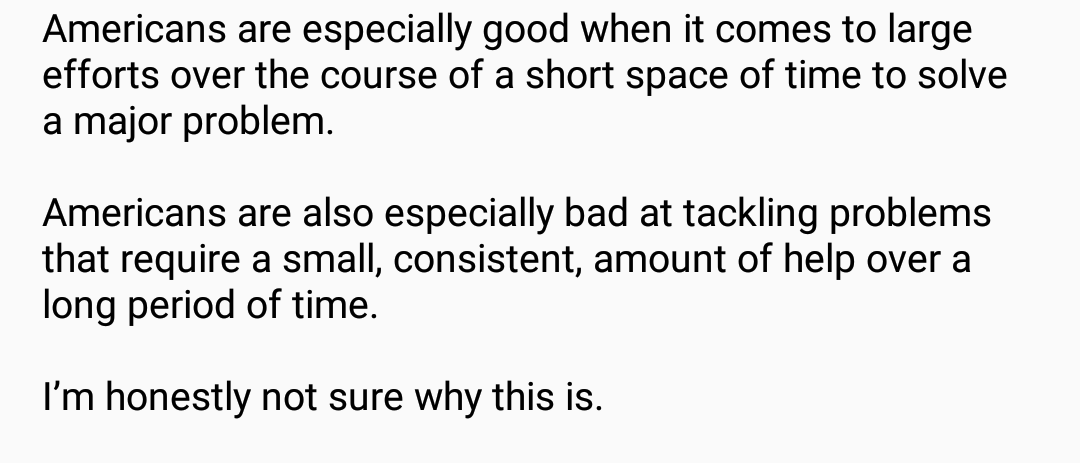 Americans are especially good when it comes to large
efforts over the course of a short space of time to solve
a major problem.
Americans are also especially bad at tackling problems
that require a small, consistent, amount of help over a
long period of time.
I’m honestly not sure why this is.